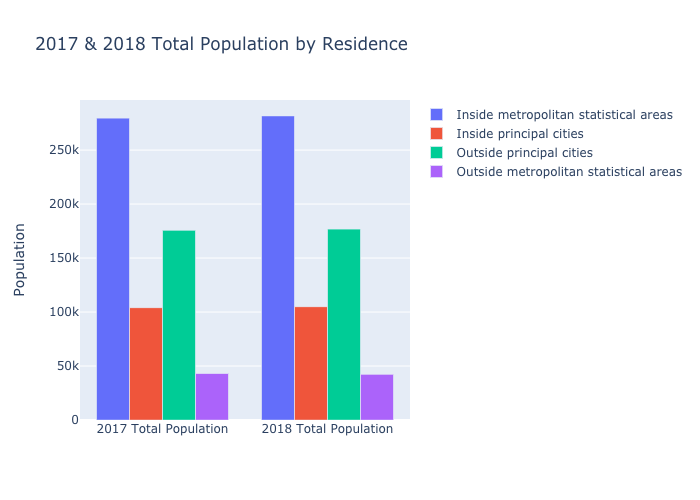 2017 & 2018 Total Population by Residence
Inside metropolitan statistical areas
Inside principal cities
Outside principal cities
Outside metropolitan statistical areas
Population
250k
200k
150k
100k
50k
0
2017 Total Population
2018 Total Population